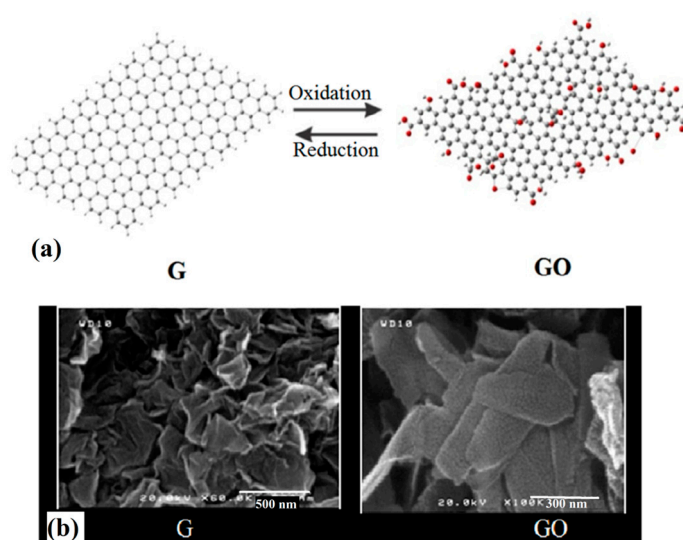 Oxidation
Reduction
(a)
G
GO
WD10
20.0kV X60.0K 500 nm
WD10
20.0kV X100K 300 nm
(b)
G
GO